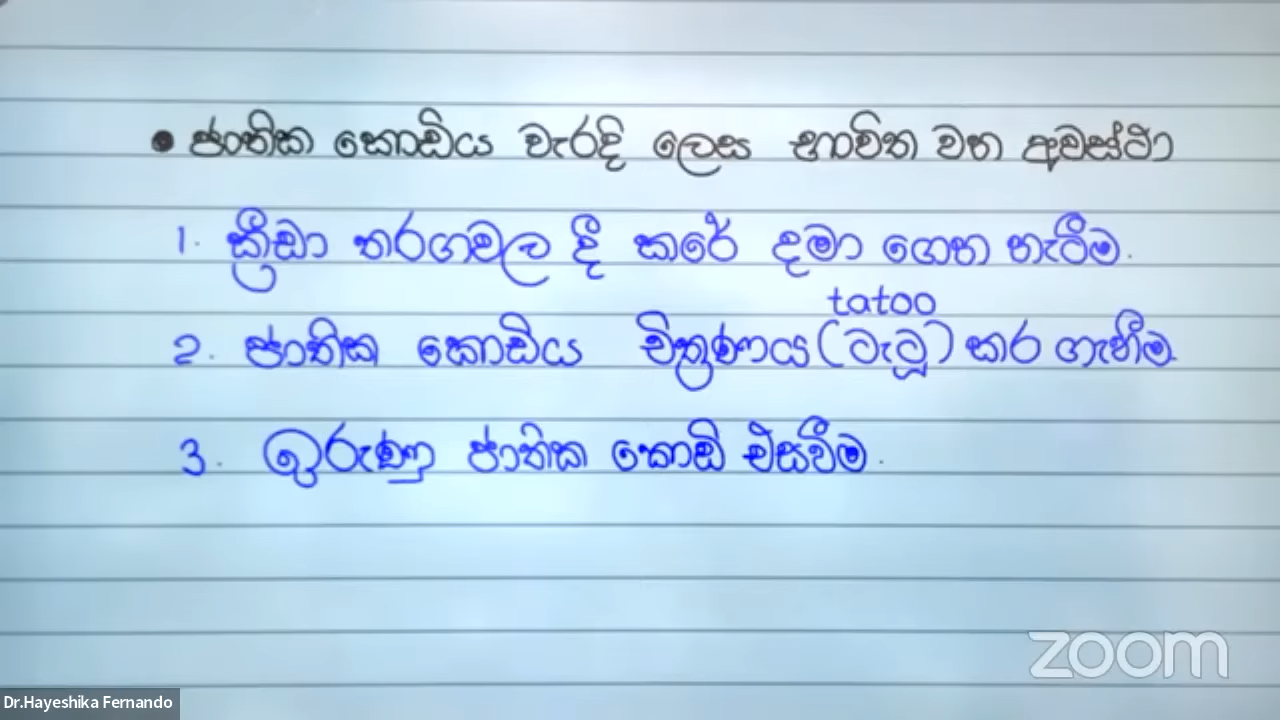 • ජාතික කොඩිය වැරදි ලෙස භාවිත වන අවස්ථා
1. ක්‍රීඩා තරගවල දී කරේ දමා ගෙන නැටීම.
tatoo
2. ජාතික කොඩිය චිත්‍රණය (ටැටූ) කර ගැනීම.
3. ඉරුණු ජාතික කොඩි එසවීම.
zoom
Dr.Hayeshika Fernando